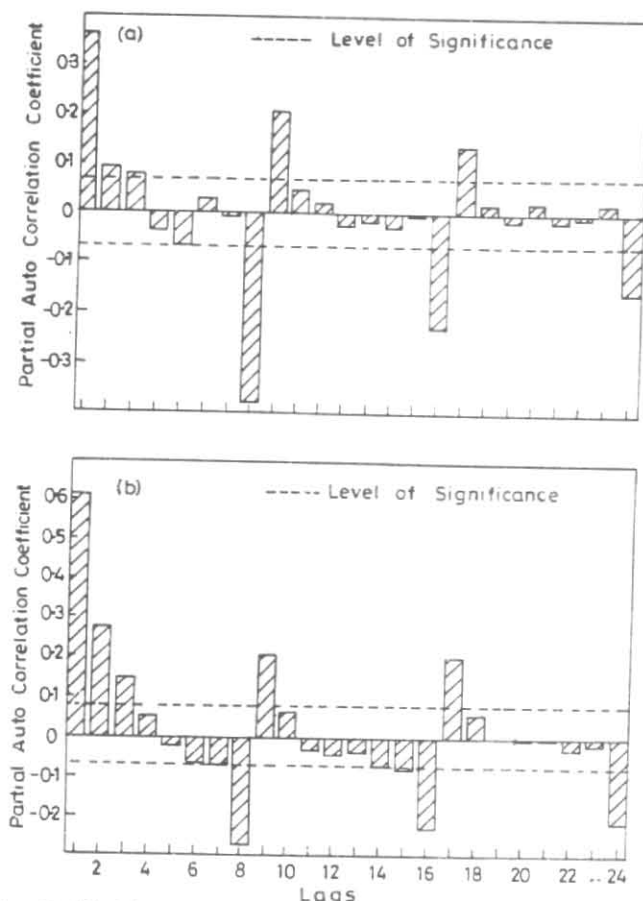 (a)
----- Level of Significance
Partial Auto Correlation Coefficient
0·3
0·2
0·1
0
-0·1
-0·2
-0·3
(b)
----- Level of Significance
Partial Auto Correlation Coefficient
0·6
0·5
0·4
0·3
0·2
0·1
0
-0·1
-0·2
2 4 6 8 10 12 14 16 18 20 22 24
Lags